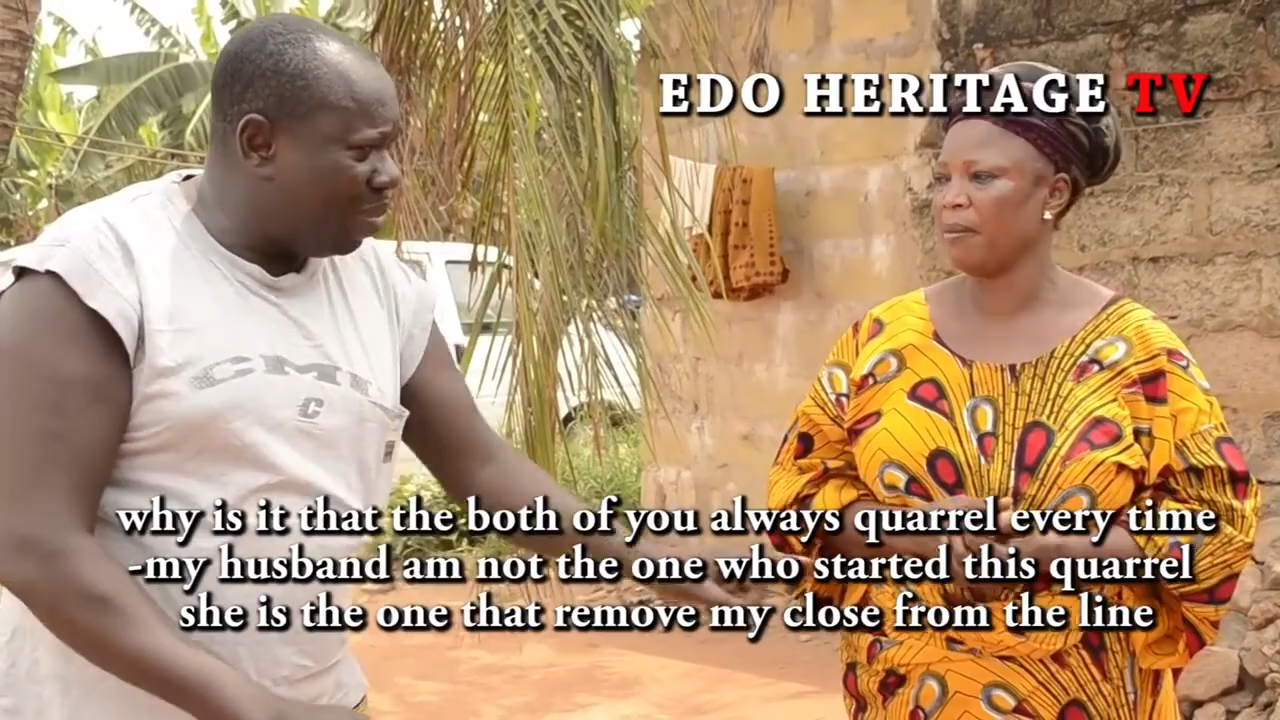 EDO HERITAGE TV
C
why is it that the both of you always quarrel every time
-my husband am not the one who started this quarrel
she is the one that remove my close from the line